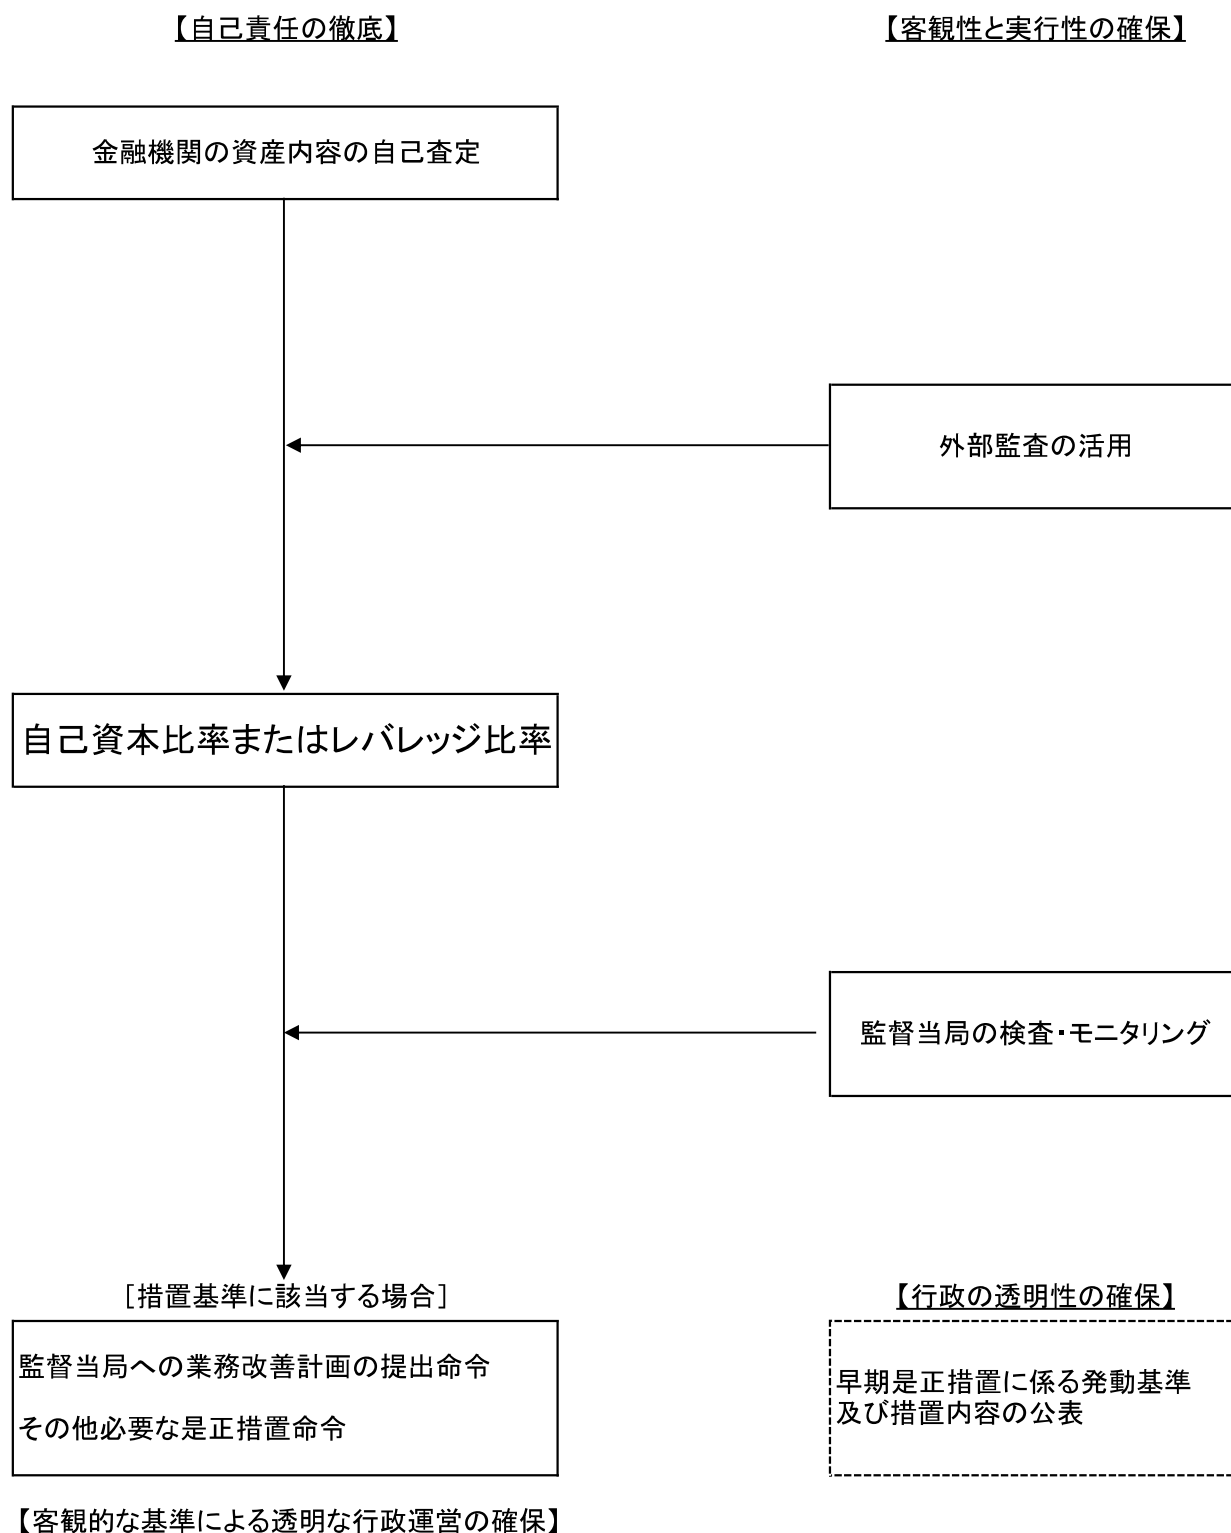 【自己責任の徹底】
【客観性と実行性の確保】
金融機関の資産内容の自己査定
外部監査の活用
自己資本比率またはレバレッジ比率
監督当局の検査・モニタリング
[措置基準に該当する場合]
監督当局への業務改善計画の提出命令
その他必要な是正措置命令
【行政の透明性の確保】
早期是正措置に係る発動基準
及び措置内容の公表
【客観的な基準による透明な行政運営の確保】